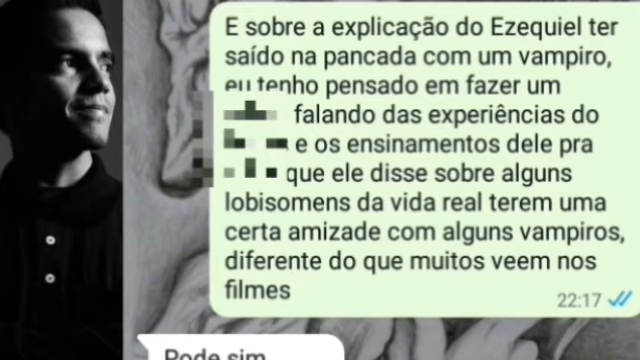 E sobre a explicação do Ezequiel ter
saído na pancada com um vampiro,
eu tenho pensado em fazer um
falando das experiências do
e os ensinamentos dele pra
que ele disse sobre alguns
lobisomens da vida real terem uma
certa amizade com alguns vampiros,
diferente do que muitos veem nos
filmes
22:17
Pode sim